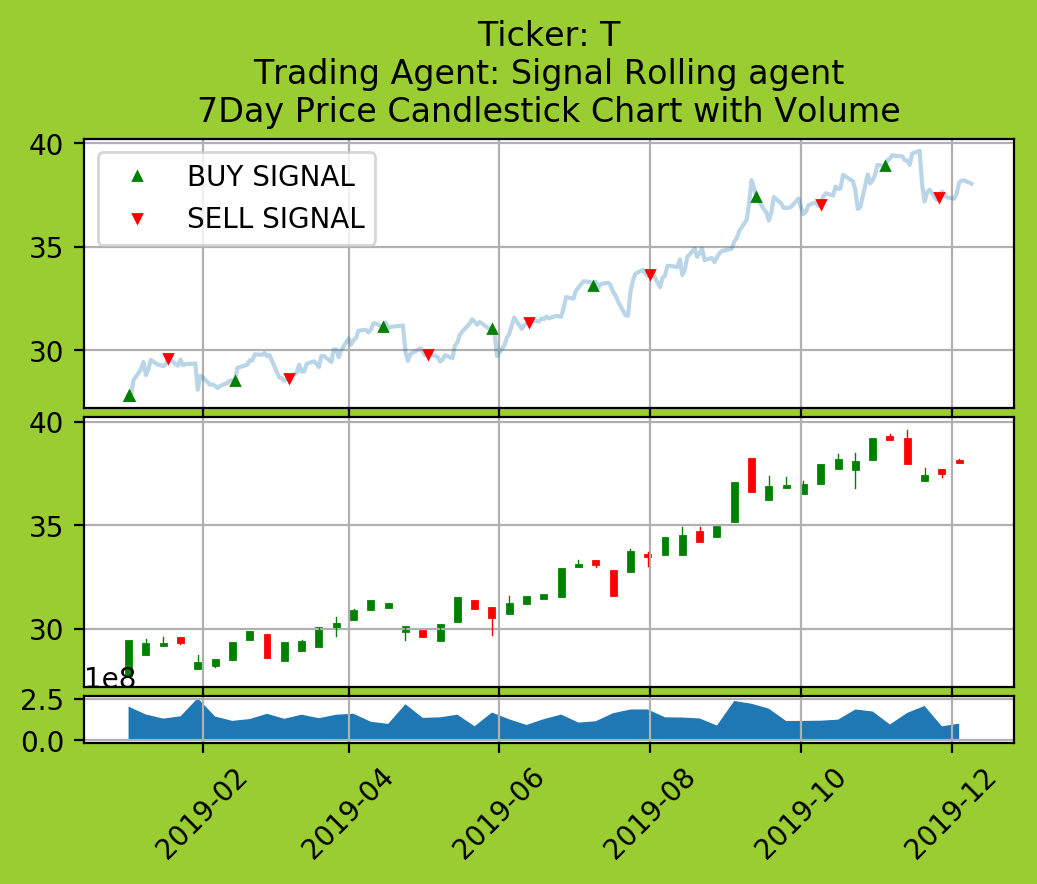 Ticker: T
Trading Agent: Signal Rolling agent
7Day Price Candlestick Chart with Volume
40
35
30
BUY SIGNAL
SELL SIGNAL
40
35
30
1e8
2.5
0.0
2019-02
2019-04
2019-06
2019-08
2019-10
2019-12